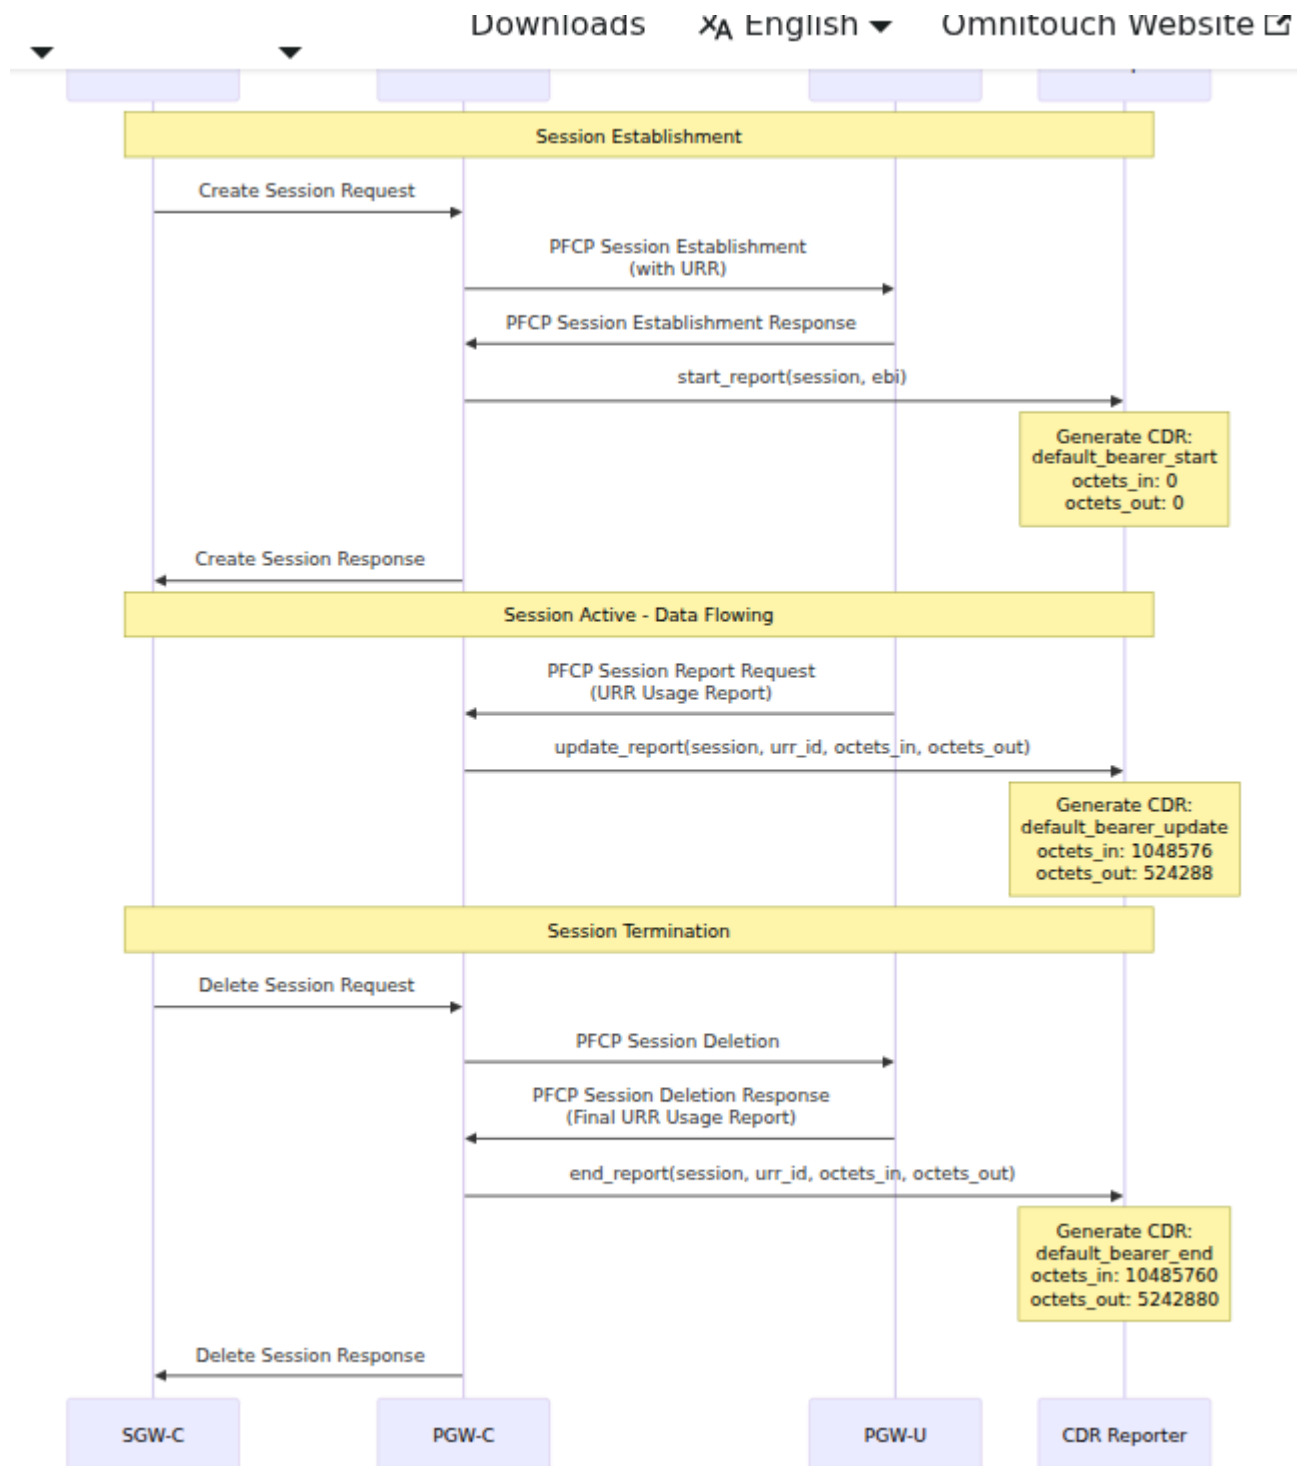 Downloads
English
Omnitouch Website
Session Establishment
Create Session Request
PFCP Session Establishment
(with URR)
PFCP Session Establishment Response
start_report(session, ebi)
Generate CDR:
default_bearer_start
octets_in: 0
octets_out: 0
Create Session Response
Session Active - Data Flowing
PFCP Session Report Request
(URR Usage Report)
update_report(session, urr_id, octets_in, octets_out)
Generate CDR:
default_bearer_update
octets_in: 1048576
octets_out: 524288
Session Termination
Delete Session Request
PFCP Session Deletion
PFCP Session Deletion Response
(Final URR Usage Report)
end_report(session, urr_id, octets_in, octets_out)
Generate CDR:
default_bearer_end
octets_in: 10485760
octets_out: 5242880
Delete Session Response
SGW-C
PGW-C
PGW-U
CDR Reporter